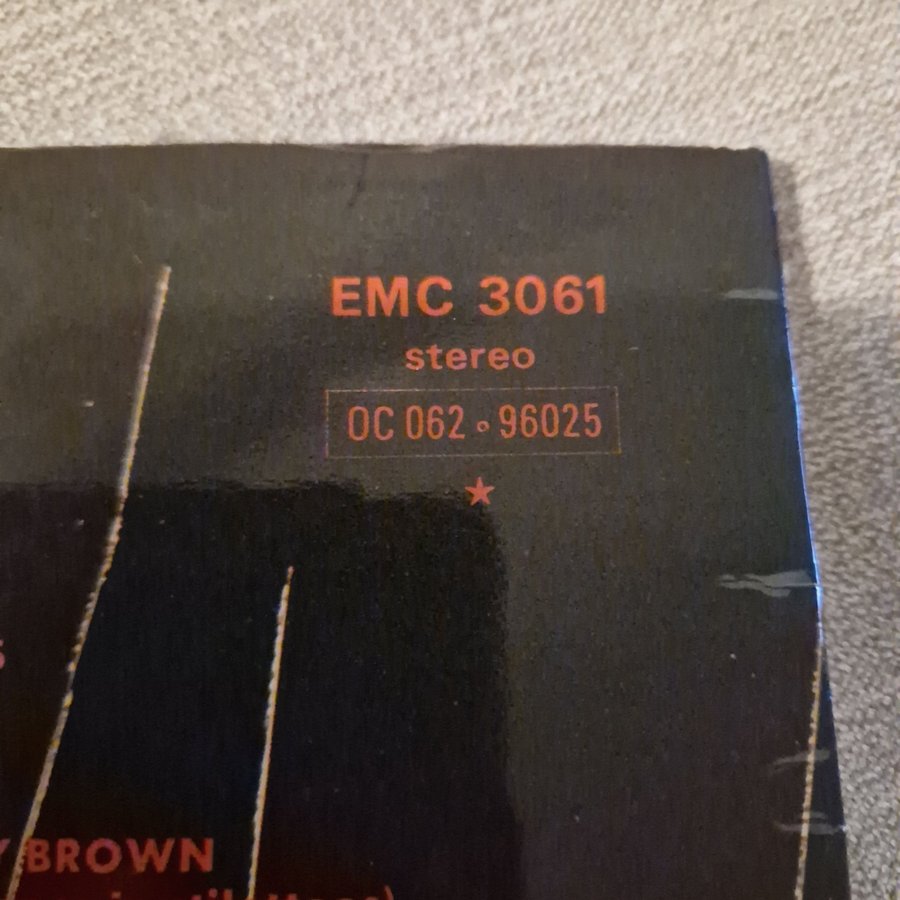 EMC 3061
stereo
OC 062 ∘ 96025
★
BROWN